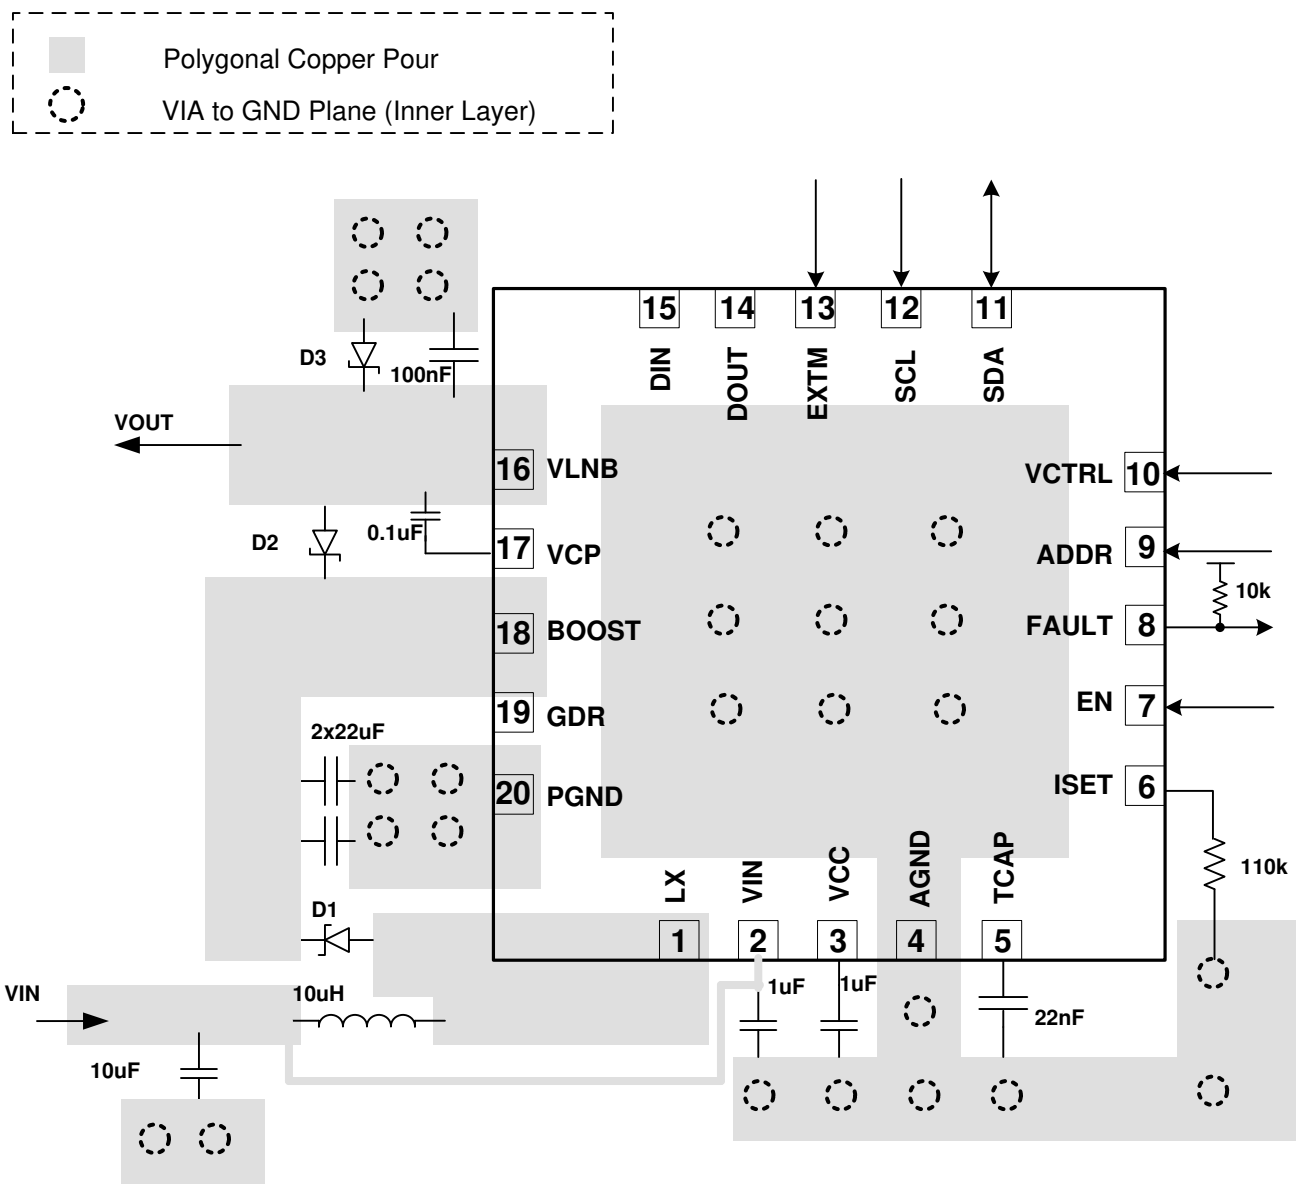 Polygonal Copper Pour
VIA to GND Plane (Inner Layer)
15 14 13 12 11
DIN DOUT EXTM SCL SDA
D3
100nF
VOUT
16 VLNB
VCTRL 10
D2
0.1uF
17 VCP
ADDR 9
10k
18 BOOST
FAULT 8
19 GDR
EN 7
2x22uF
20 PGND
ISET 6
110k
LX VIN VCC AGND TCAP
D1
1 2 3 4 5
VIN
10uH
1uF
1uF
22nF
10uF